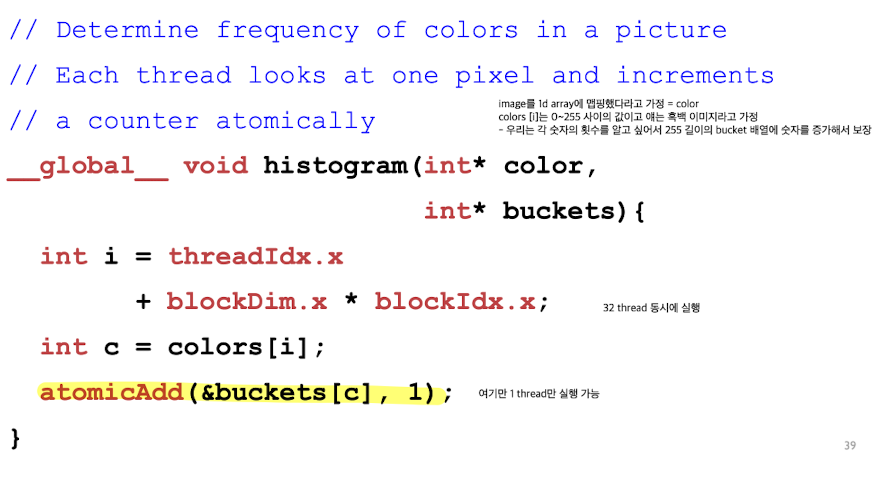 // Determine frequency of colors in a picture
// Each thread looks at one pixel and increments
// a counter atomically
image를 1d array에 맵핑했다라고 가정 = color
colors [i]는 0~255 사이의 값이고 얘는 흑백 이미지라고 가정
- 우리는 각 숫자의 횟수를 알고 싶어서 255 길이의 bucket 배열에 숫자를 증가해서 보장
__global__ void histogram(int* color,
int* buckets){
int i = threadIdx.x
+ blockDim.x * blockIdx.x;
32 thread 동시에 실행
int c = colors[i];
atomicAdd(&buckets[c], 1);
여기만 1 thread만 실행 가능
}
39